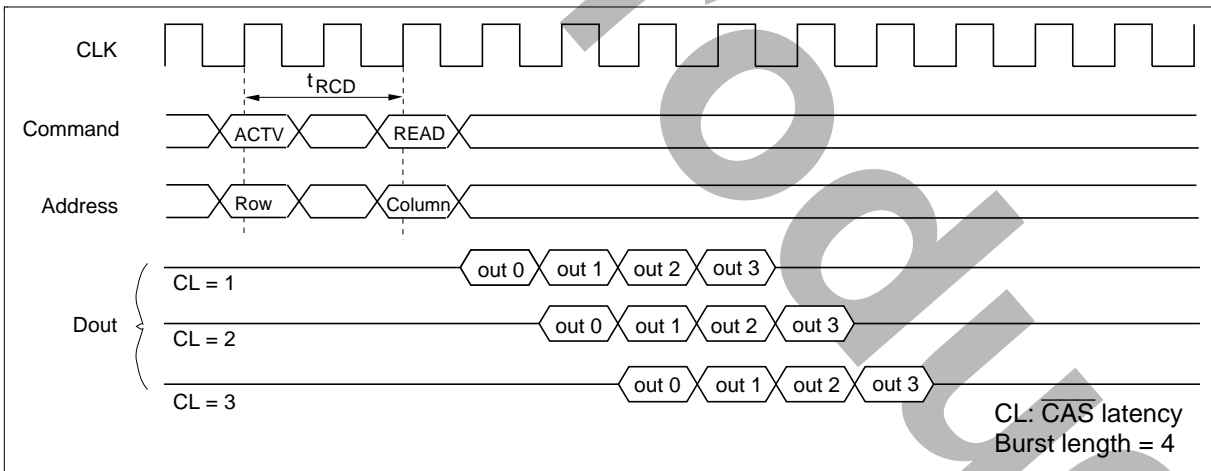 CLK
tRCD
Command
ACTV
READ
Address
Row
Column
out 0 out 1 out 2 out 3
CL = 1
Dout
out 0 out 1 out 2 out 3
CL = 2
out 0 out 1 out 2 out 3
CL = 3
CL: CAS latency
Burst length = 4